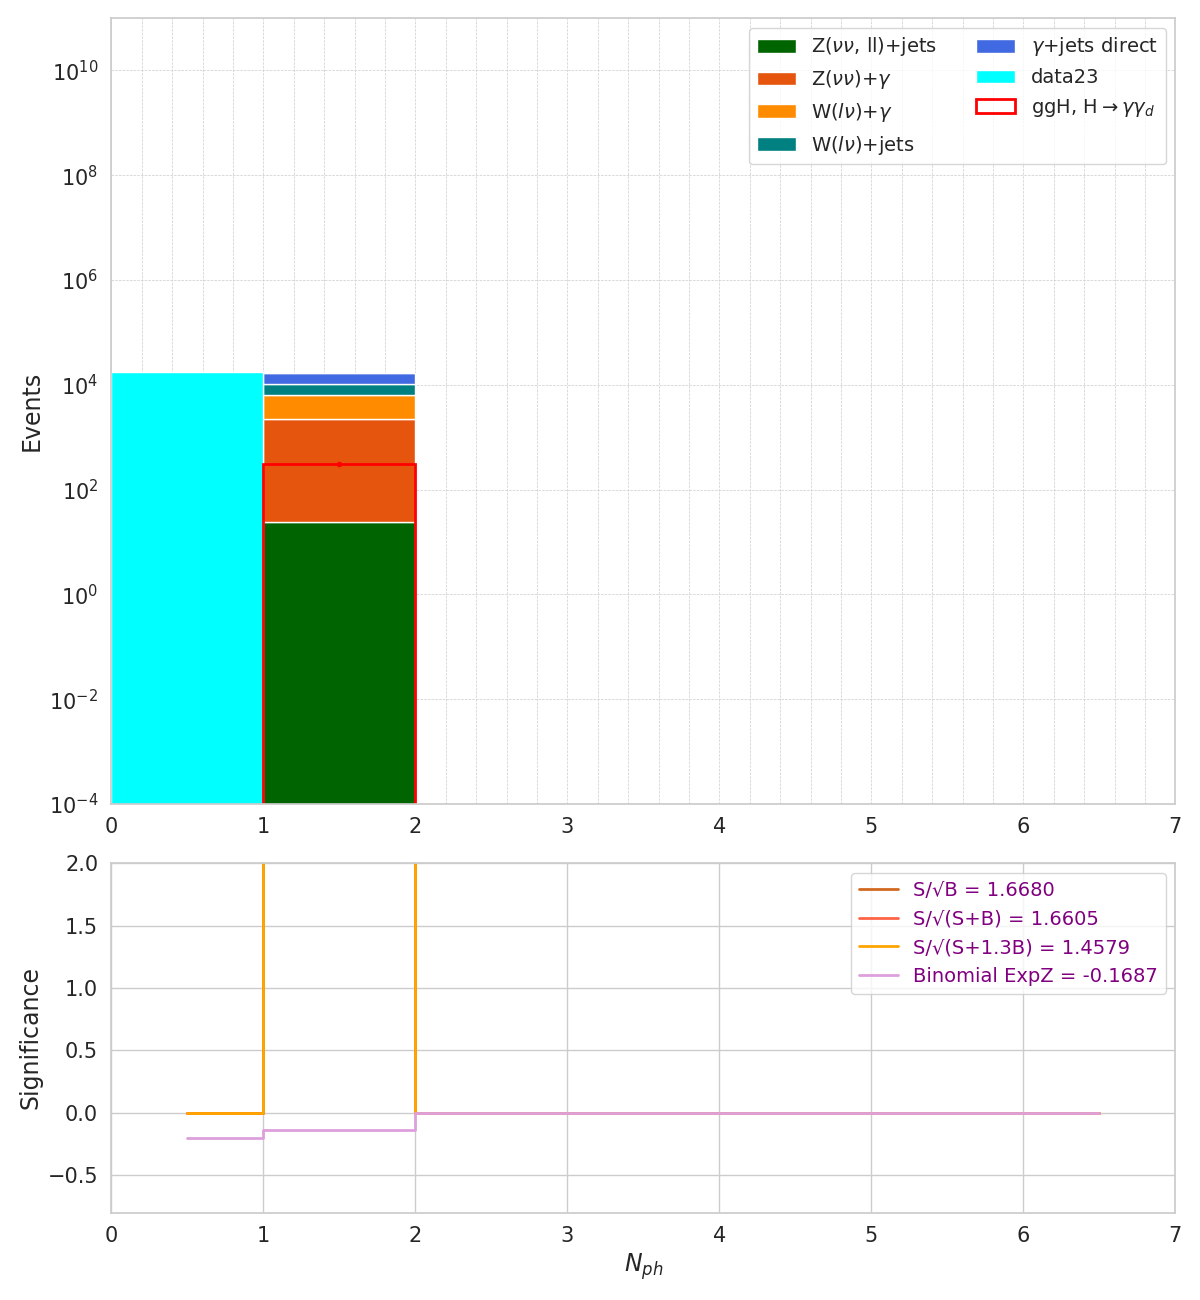 Z(νν, ll)+jets
Z(νν)+γ
W(lν)+γ
W(lν)+jets
γ+jets direct
data23
ggH, H→γγ_d
Events
10^10
10^8
10^6
10^4
10^2
10^0
10^−2
10^−4
0 1 2 3 4 5 6 7
S/√B = 1.6680
S/√(S+B) = 1.6605
S/√(S+1.3B) = 1.4579
Binomial ExpZ = -0.1687
Significance
2.0
1.5
1.0
0.5
0.0
−0.5
0 1 2 3 4 5 6 7
N_ph